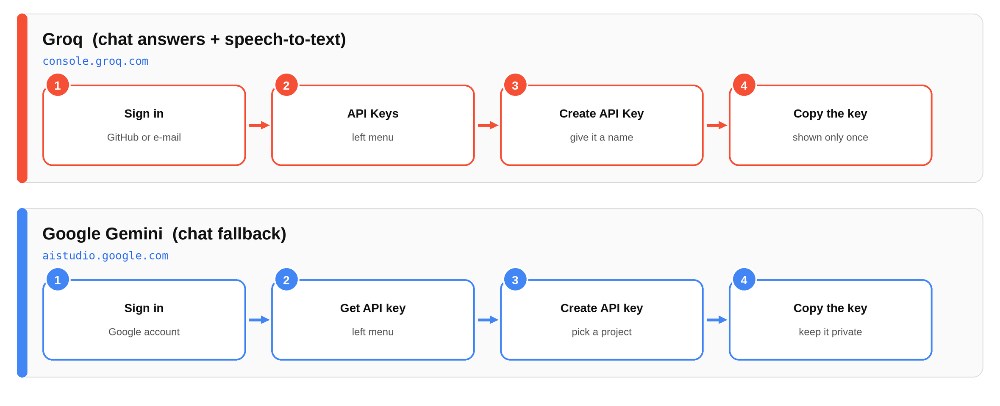 Groq (chat answers + speech-to-text)
console.groq.com
1
2
3
4
Sign in
API Keys
Create API Key
Copy the key
GitHub or e-mail
left menu
give it a name
shown only once
Google Gemini (chat fallback)
aistudio.google.com
1
2
3
4
Sign in
Get API key
Create API key
Copy the key
Google account
left menu
pick a project
keep it private